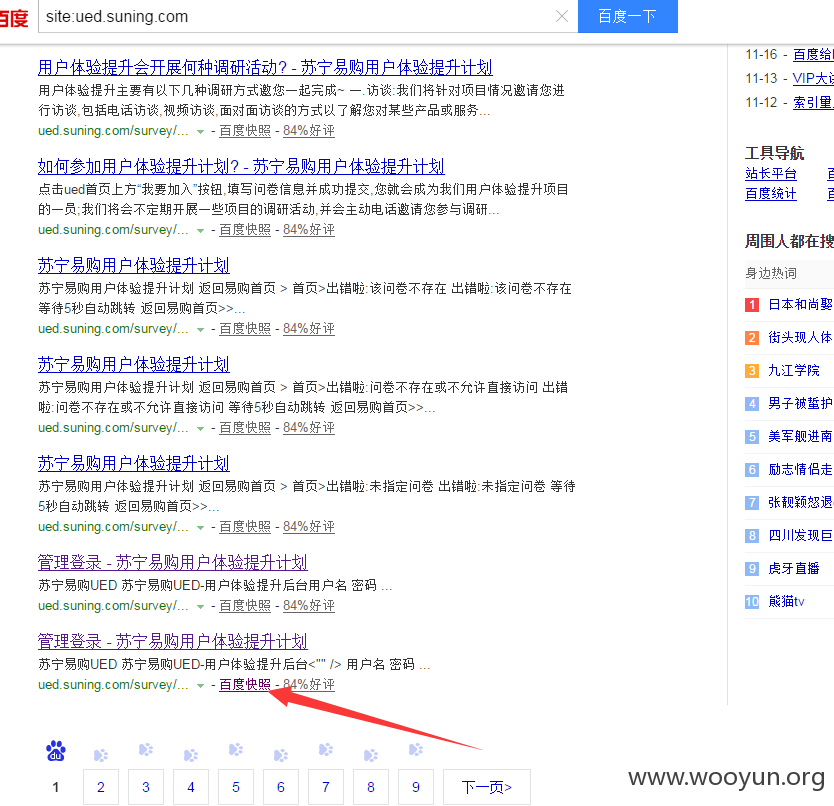 百度
site:ued.suning.com
百度一下
用户体验提升会开展何种调研活动? - 苏宁易购用户体验提升计划
用户体验提升主要有以下几种调研方式邀您一起完成~ 一.访谈:我们将针对项目情况邀请您进
行访谈,包括电话访谈,视频访谈,面对面访谈的方式以了解您对某些产品或服务...
ued.suning.com/survey/... - 百度快照 - 84%好评
如何参加用户体验提升计划? - 苏宁易购用户体验提升计划
点击ued首页上方“我要加入”按钮,填写问卷信息并成功提交,您就会成为我们用户体验提升项目
的一员;我们将会不定期开展一些项目的调研活动,并会主动电话邀请您参与调研...
ued.suning.com/survey/... - 百度快照 - 84%好评
苏宁易购用户体验提升计划
苏宁易购用户体验提升计划 返回易购首页 > 首页>出错啦:该问卷不存在 出错啦:该问卷不存在
等待5秒自动跳转 返回易购首页>>...
ued.suning.com/survey/... - 百度快照 - 84%好评
苏宁易购用户体验提升计划
苏宁易购用户体验提升计划 返回易购首页 > 首页>出错啦:问卷不存在或不允许直接访问 出错
啦:问卷不存在或不允许直接访问 等待5秒自动跳转 返回易购首页>>...
ued.suning.com/survey/... - 百度快照 - 84%好评
苏宁易购用户体验提升计划
苏宁易购用户体验提升计划 返回易购首页 > 首页>出错啦:未指定问卷 出错啦:未指定问卷 等待
5秒自动跳转 返回易购首页>>...
ued.suning.com/survey/... - 百度快照 - 84%好评
管理登录 - 苏宁易购用户体验提升计划
苏宁易购UED 苏宁易购UED-用户体验提升后台用户名 密码 ...
ued.suning.com/survey/... - 百度快照 - 84%好评
管理登录 - 苏宁易购用户体验提升计划
苏宁易购UED 苏宁易购UED-用户体验提升后台<"" /> 用户名 密码 ...
ued.suning.com/survey/... - 百度快照 - 84%好评
du
1 2 3 4 5 6 7 8 9 下一页>
11-16 - 百度给
11-13 - VIP大
11-12 - 索引量
工具导航
站长平台
百度统计
周围人都在搜
身边热词
1 日本和尚娶
2 街头现人体
3 九江学院
4 男子被蜇护
5 美军舰进南
6 励志情侣走
7 张靓颖怒退
8 四川发现巨
9 虎牙直播
10 熊猫tv
www.wooyun.org